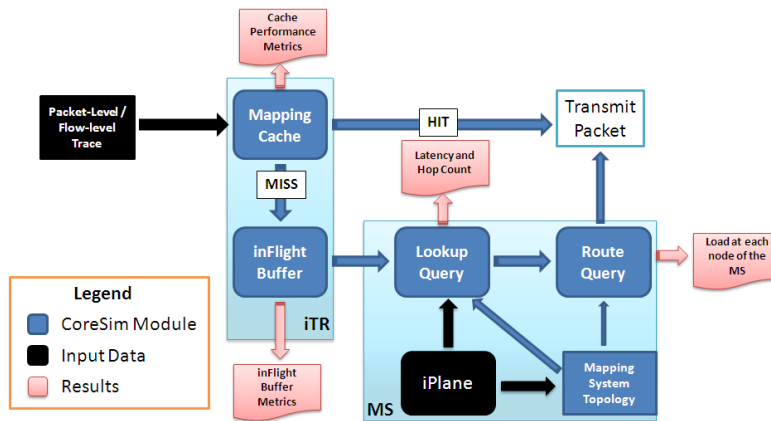 Cache
Performance
Metrics
Packet-Level /
Flow-level
Trace
Mapping
Cache
HIT
Transmit
Packet
MISS
Latency and
Hop Count
inFlight
Buffer
Lookup
Query
Route
Query
Load at each
node of the
MS
Legend
CoreSim Module
Input Data
Results
iTR
inFlight
Buffer
Metrics
iPlane
Mapping
System
Topology
MS